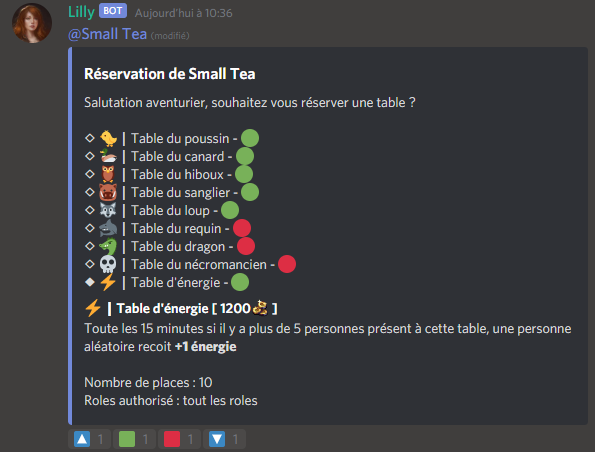 Lilly BOT Aujourd'hui à 10:36
@Small Tea (modifié)
Réservation de Small Tea
Salutation aventurier, souhaitez vous réserver une table ?
| Table du poussin -
| Table du canard -
| Table du hiboux -
| Table du sanglier -
| Table du loup -
| Table du requin -
| Table du dragon -
| Table du nécromancien -
| Table d'énergie -
| Table d'énergie [ 1200 ]
Toute les 15 minutes si il y a plus de 5 personnes présent à cette table, une personne
aléatoire recoit +1 énergie
Nombre de places : 10
Roles authorisé : tout les roles
1 1 1 1